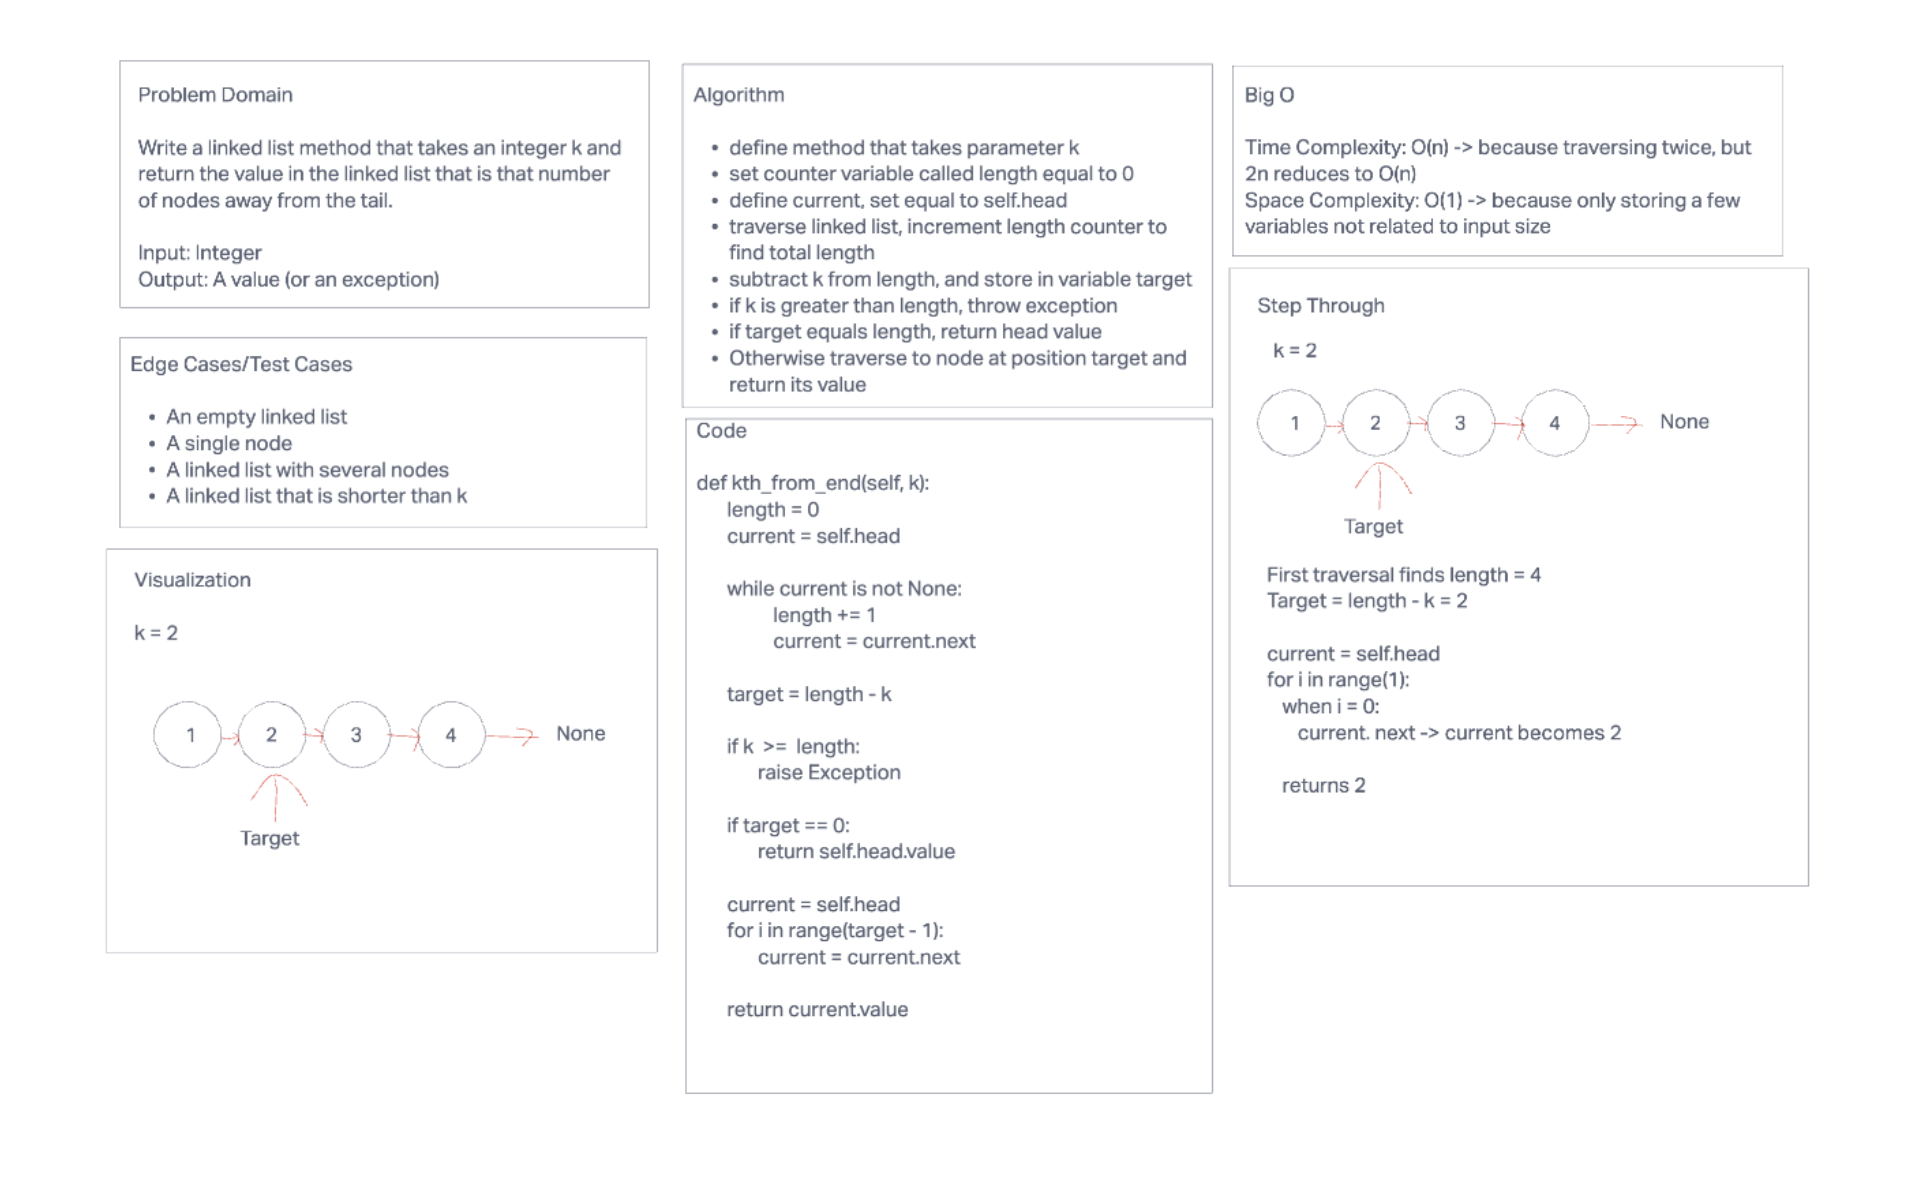 Problem Domain
Write a linked list method that takes an integer k and
return the value in the linked list that is that number
of nodes away from the tail.
Input: Integer
Output: A value (or an exception)
Edge Cases/Test Cases
• An empty linked list
• A single node
• A linked list with several nodes
• A linked list that is shorter than k
Visualization
k = 2
1 2 3 4 None
Target
Algorithm
• define method that takes parameter k
• set counter variable called length equal to 0
• define current, set equal to self.head
• traverse linked list, increment length counter to
find total length
• subtract k from length, and store in variable target
• if k is greater than length, throw exception
• if target equals length, return head value
• Otherwise traverse to node at position target and
return its value
Code
def kth_from_end(self, k):
length = 0
current = self.head
while current is not None:
length += 1
current = current.next
target = length - k
if k >= length:
raise Exception
if target == 0:
return self.head.value
current = self.head
for i in range(target - 1):
current = current.next
return current.value
Big O
Time Complexity: O(n) -> because traversing twice, but
2n reduces to O(n)
Space Complexity: O(1) -> because only storing a few
variables not related to input size
Step Through
k = 2
1 2 3 4 None
Target
First traversal finds length = 4
Target = length - k = 2
current = self.head
for i in range(1):
when i = 0:
current. next -> current becomes 2
returns 2